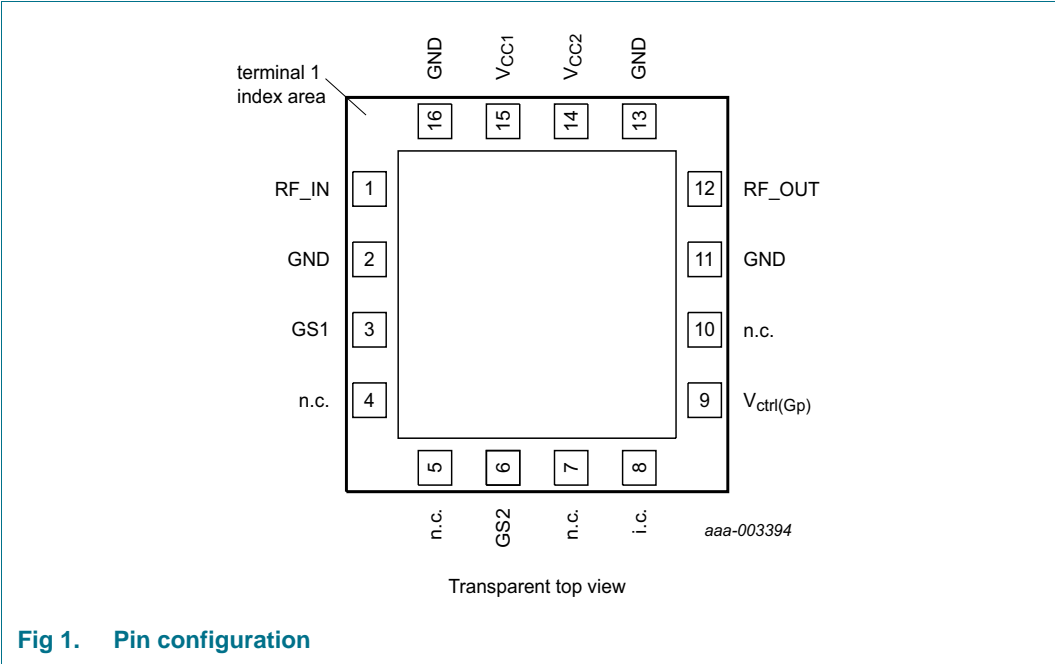 GND VCC1 VCC2 GND
terminal 1
index area
16 15 14 13
RF_IN 1 12 RF_OUT
GND 2 11 GND
GS1 3 10 n.c.
n.c. 4 9 Vctrl(Gp)
5 6 7 8
n.c. GS2 n.c. i.c.
aaa-003394
Transparent top view
Fig 1. Pin configuration